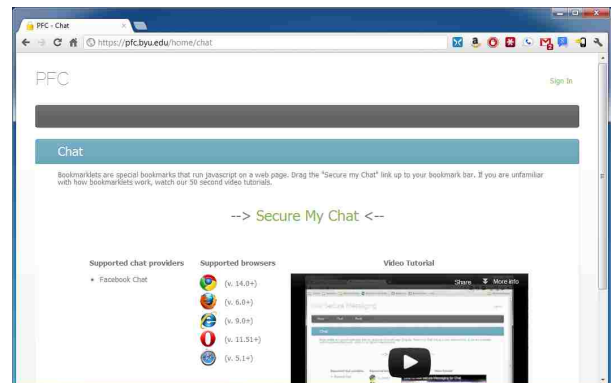 PFC - Chat
https://pfc.byu.edu/home/chat
PFC
Sign In
Chat
Bookmarklets are special bookmarks that run javascript on a web page. Drag the "Secure my Chat" link up to your bookmark bar. If you are unfamiliar
with how bookmarklets work, watch our 50 second video tutorials.
--> Secure My Chat <--
Supported chat providers
• Facebook Chat
Supported browsers
(v. 14.0+)
(v. 6.0+)
(v. 9.0+)
(v. 11.51+)
(v. 5.1+)
Video Tutorial
Share More info
Chat